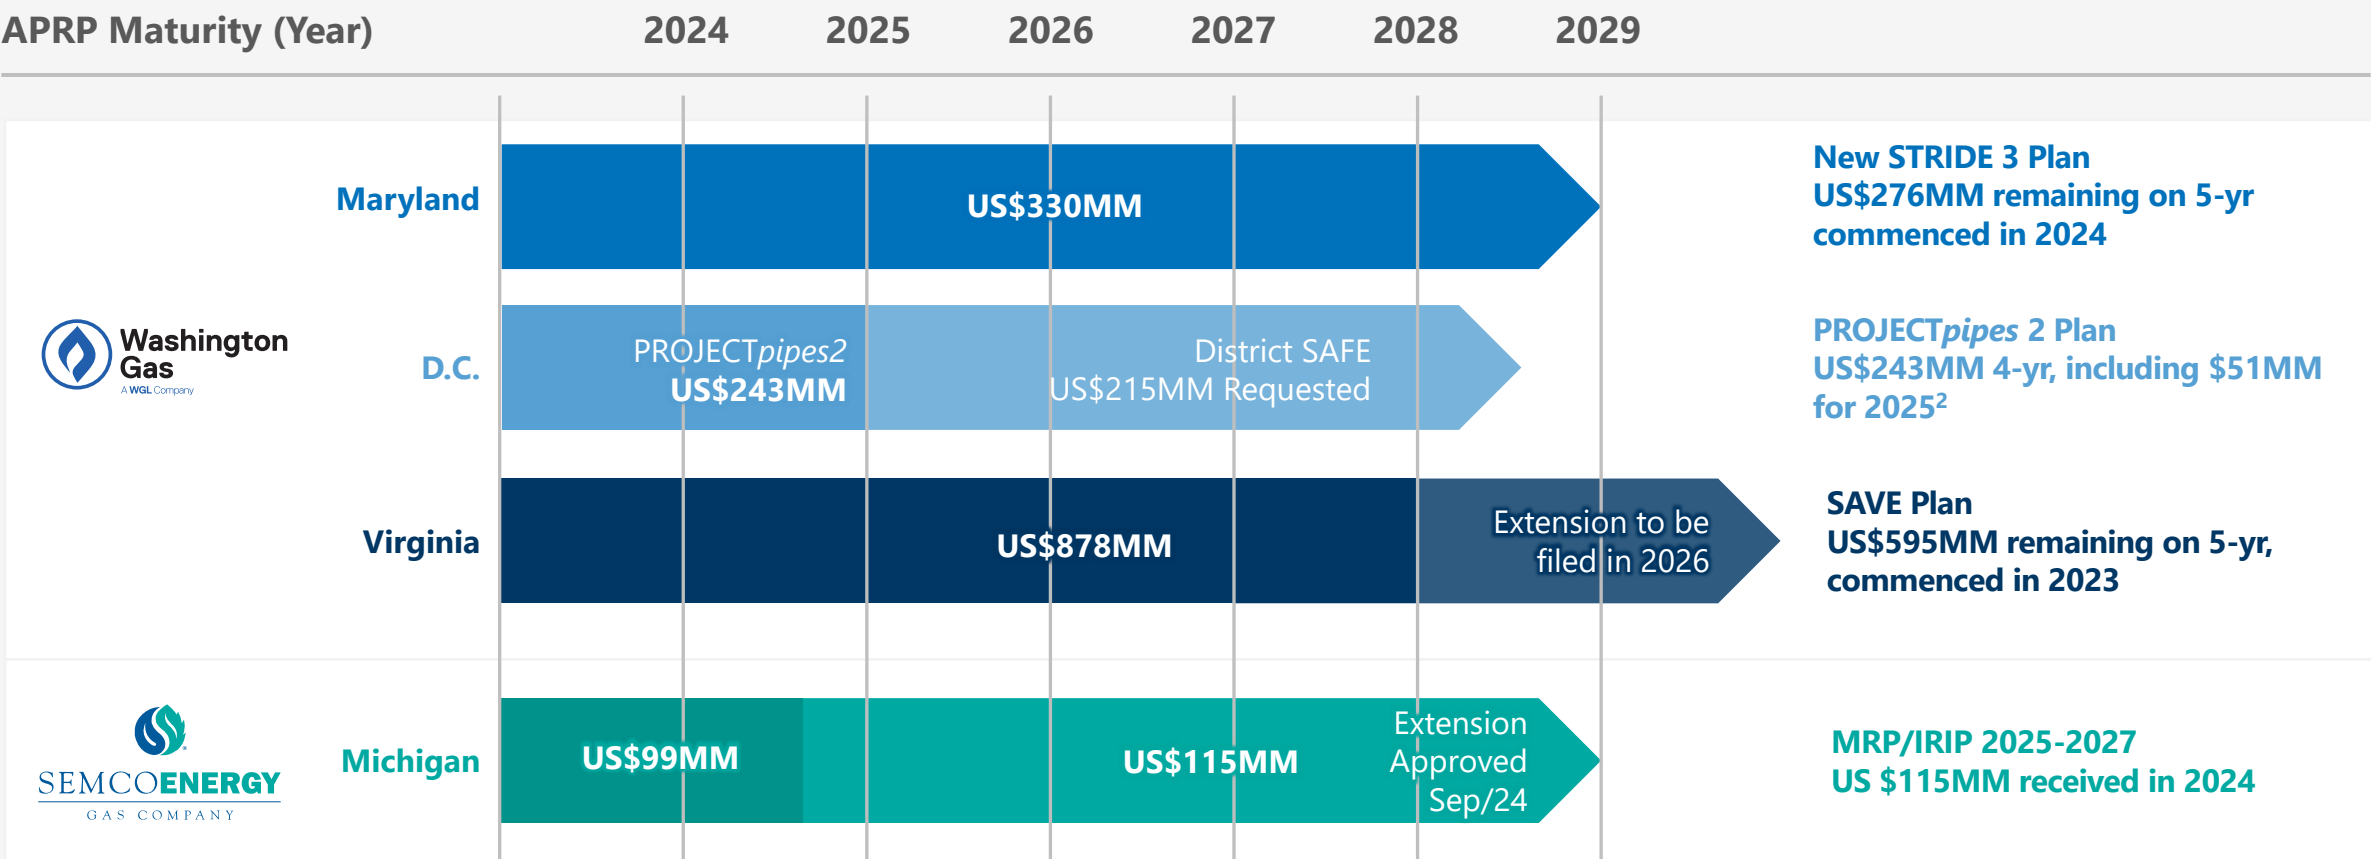 APRP Maturity (Year) 2024 2025 2026 2027 2028 2029
Maryland
US$330MM
New STRIDE 3 Plan
US$276MM remaining on 5-yr
commenced in 2024
Washington
Gas
A WGL Company
D.C.
PROJECTpipes2
US$243MM
District SAFE
US$215MM Requested
PROJECTpipes 2 Plan
US$243MM 4-yr, including $51MM
for 2025²
Virginia
US$878MM
Extension to be
filed in 2026
SAVE Plan
US$595MM remaining on 5-yr,
commenced in 2023
SEMCOENERGY
GAS COMPANY
Michigan
US$99MM
US$115MM
Extension
Approved
Sep/24
MRP/IRIP 2025-2027
US $115MM received in 2024